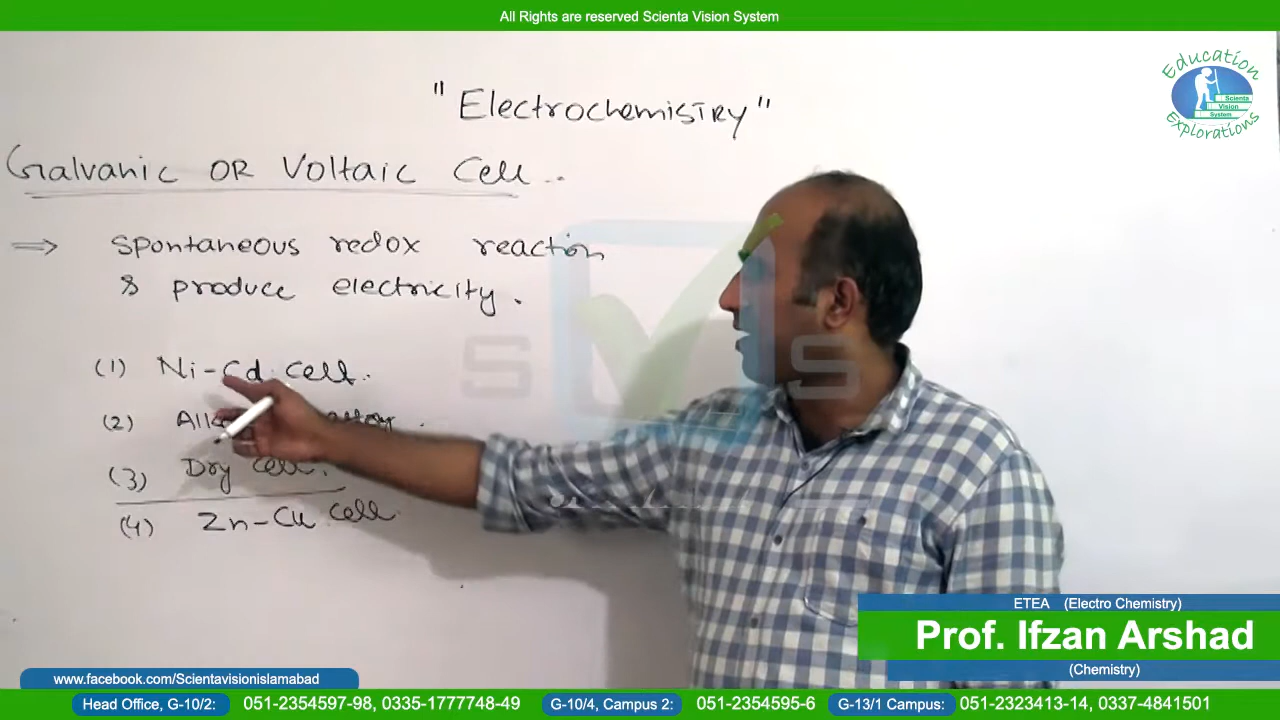 All Rights are reserved Scienta Vision System
Education
Scienta
Vision
System
Explorations
"Electrochemistry"
Galvanic OR Voltaic Cell..
⇒ Spontaneous redox reaction
& produce electricity.
(1) Ni-Cd cell.
(2)
(3) Dry cell.
(4) Zn-Cu cell
S S
ETEA (Electro Chemistry)
Prof. Ifzan Arshad
(Chemistry)
www.facebook.com/Scientavisionislamabad
Head Office, G-10/2: 051-2354597-98, 0335-1777748-49 G-10/4, Campus 2: 051-2354595-6 G-13/1 Campus: 051-2323413-14, 0337-4841501